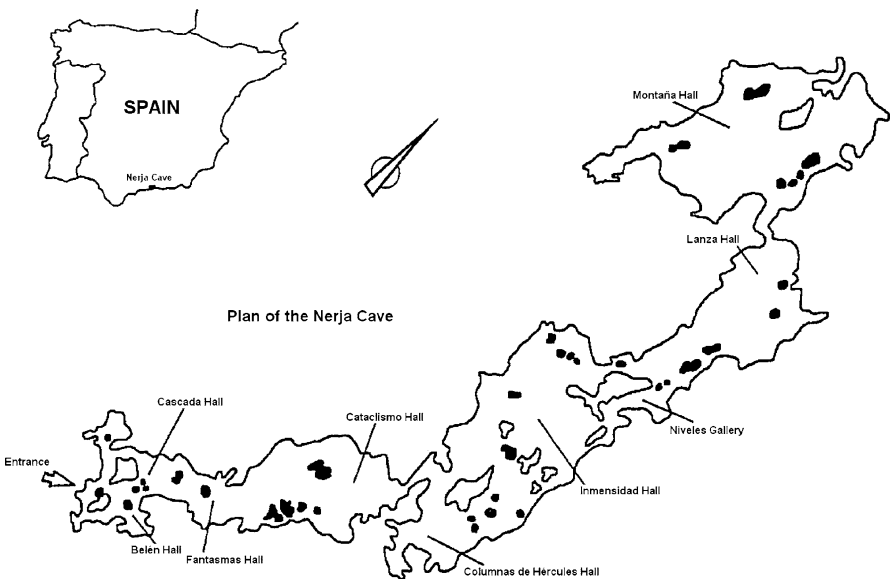 SPAIN
Nerja Cave
Montaña Hall
Lanza Hall
Plan of the Nerja Cave
Cascada Hall
Cataclismo Hall
Niveles Gallery
Entrance
Inmensidad Hall
Belén Hall
Fantasmas Hall
Columnas de Hércules Hall